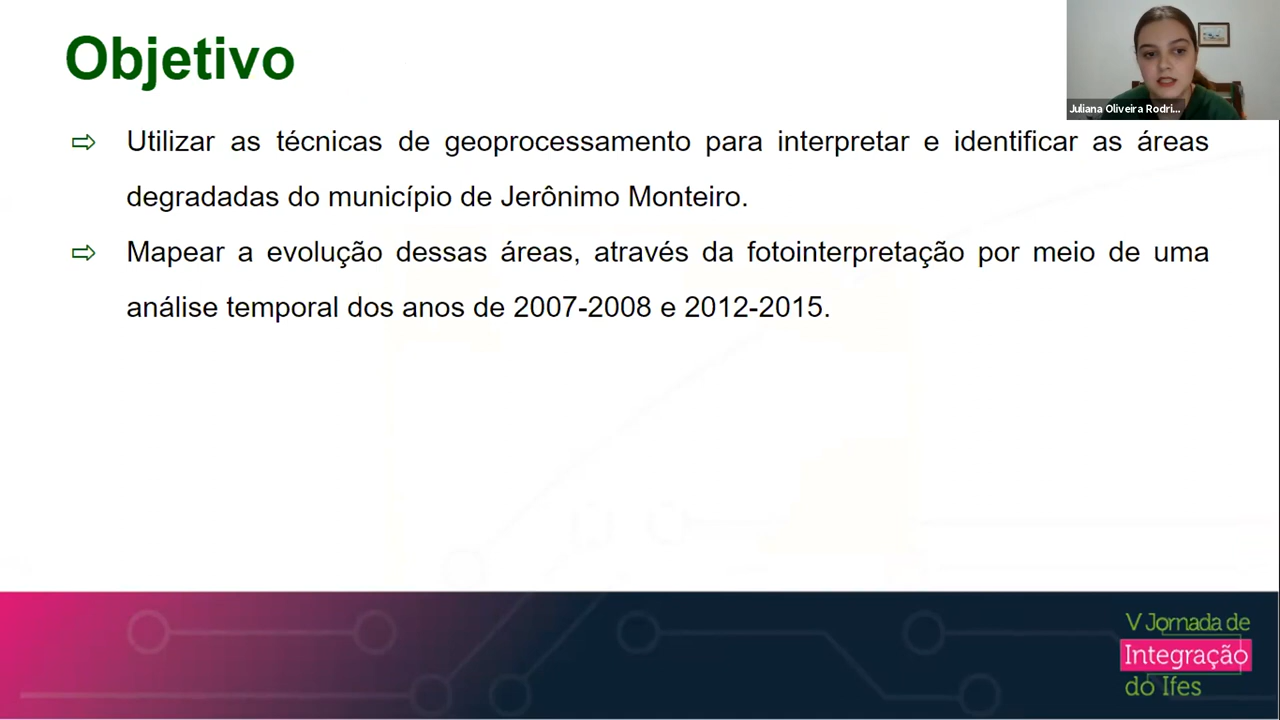 Objetivo
Juliana Oliveira Rodri...
⇨ Utilizar as técnicas de geoprocessamento para interpretar e identificar as áreas
degradadas do município de Jerônimo Monteiro.
⇨ Mapear a evolução dessas áreas, através da fotointerpretação por meio de uma
análise temporal dos anos de 2007-2008 e 2012-2015.
V Jornada de
Integração
do Ifes